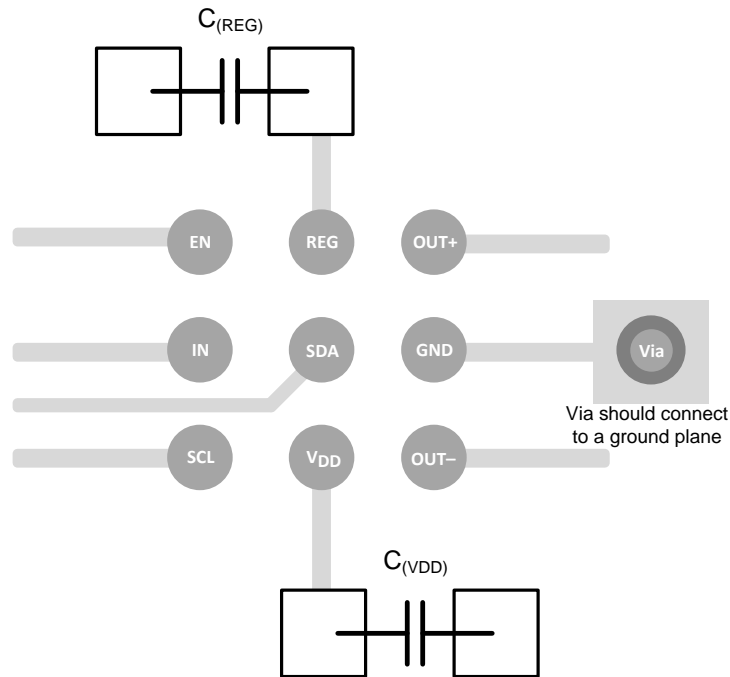 C(REG)
EN REG OUT+
IN SDA GND Via
Via should connect
to a ground plane
SCL VDD OUT–
C(VDD)